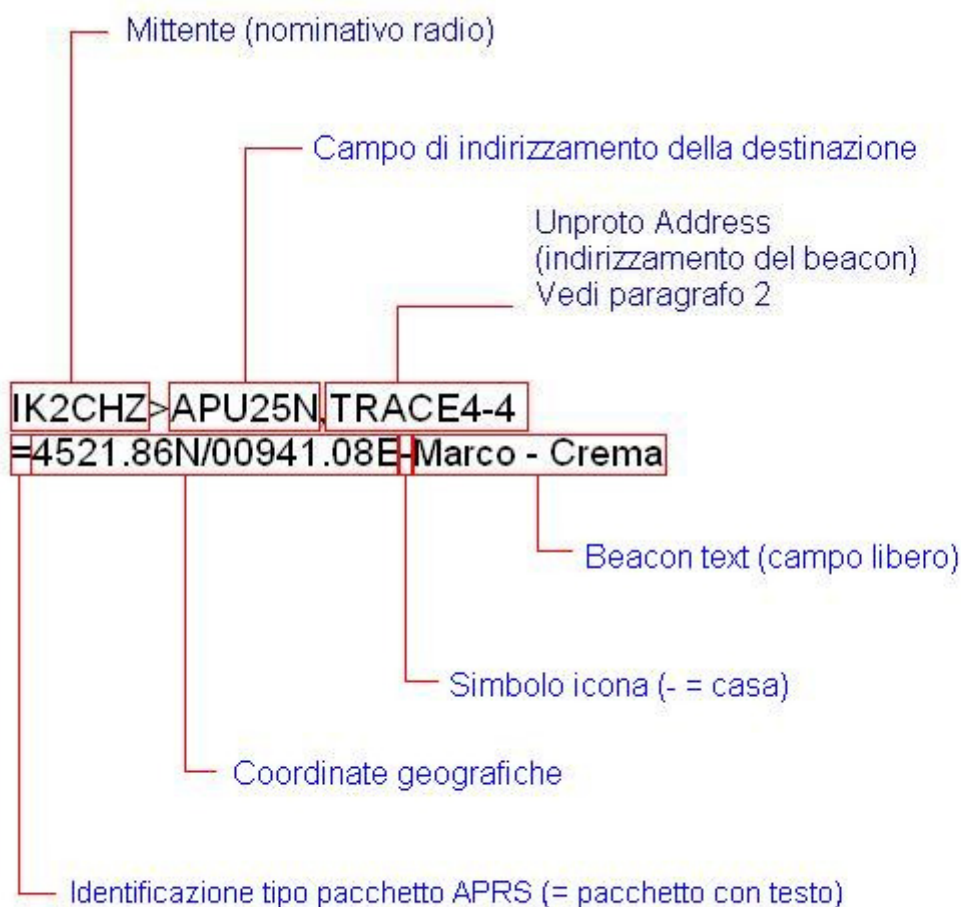 Mittente (nominativo radio)
Campo di indirizzamento della destinazione
Unproto Address
(indirizzamento del beacon)
Vedi paragrafo 2
IK2CHZ>APU25N,TRACE4-4
=4521.86N/00941.08E-Marco - Crema
Beacon text (campo libero)
Simbolo icona (- = casa)
Coordinate geografiche
Identificazione tipo pacchetto APRS (= pacchetto con testo)